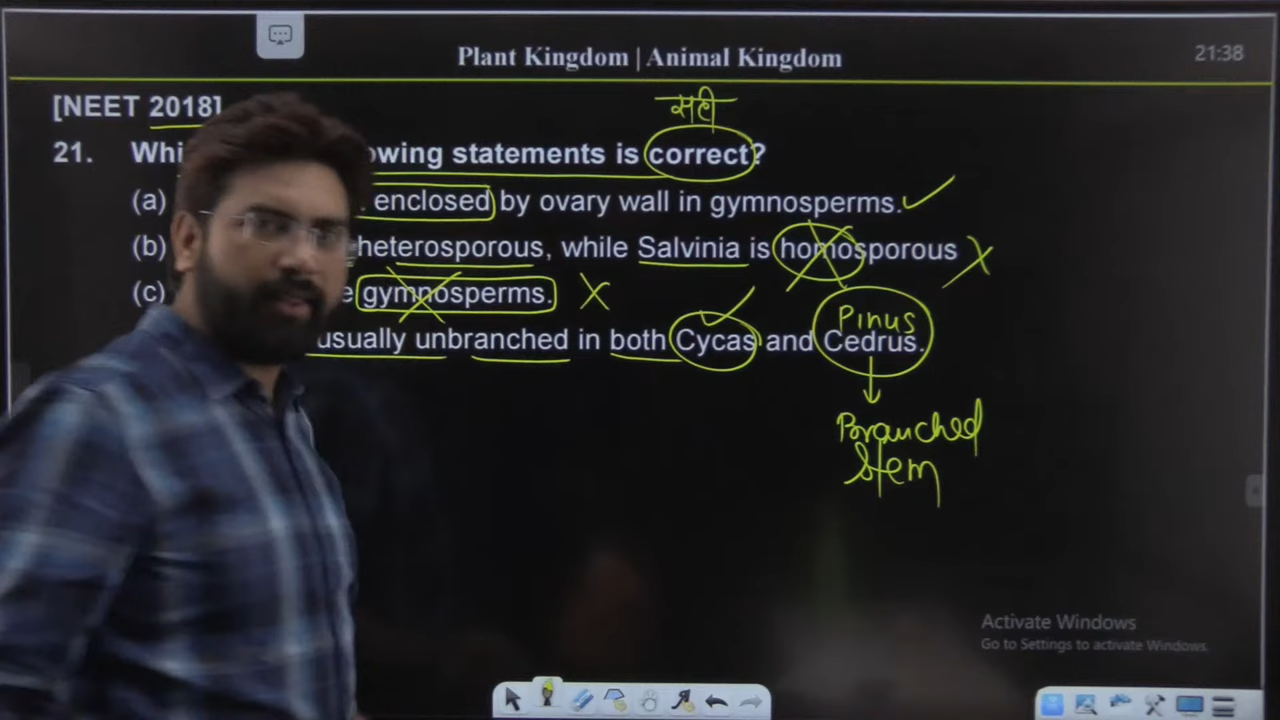 Plant Kingdom | Animal Kingdom
21:38
[NEET 2018]
सही
21. owing statements is correct?
(a) enclosed by ovary wall in gymnosperms.
(b) heterosporous, while Salvinia is homosporous
(c) gymnosperms.
Pinus
usually unbranched in both Cycas and Cedrus.
Branched
Stem
Activate Windows
Go to Settings to activate Windows.